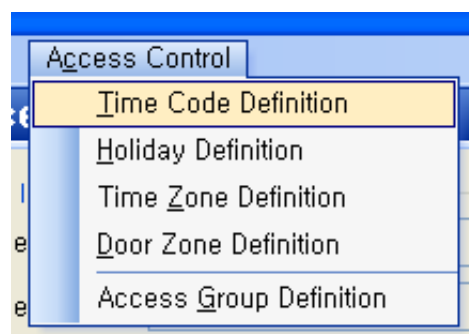 Access Control
Time Code Definition
Holiday Definition
Time Zone Definition
Door Zone Definition
Access Group Definition